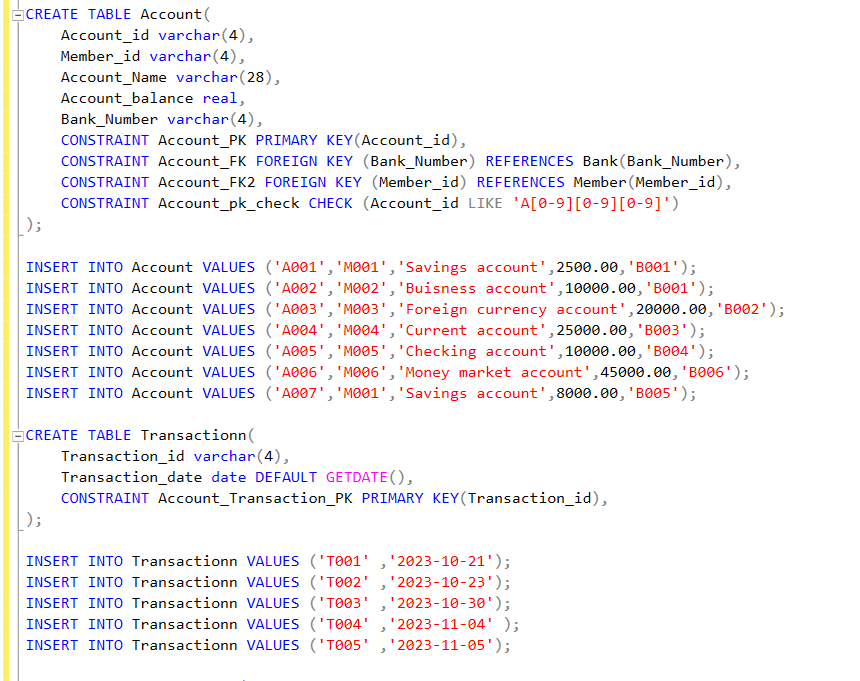 CREATE TABLE Account(
    Account_id varchar(4),
    Member_id varchar(4),
    Account_Name varchar(28),
    Account_balance real,
    Bank_Number varchar(4),
    CONSTRAINT Account_PK PRIMARY KEY(Account_id),
    CONSTRAINT Account_FK FOREIGN KEY (Bank_Number) REFERENCES Bank(Bank_Number),
    CONSTRAINT Account_FK2 FOREIGN KEY (Member_id) REFERENCES Member(Member_id),
    CONSTRAINT Account_pk_check CHECK (Account_id LIKE 'A[0-9][0-9][0-9]')
);
INSERT INTO Account VALUES ('A001','M001','Savings account',2500.00,'B001');
INSERT INTO Account VALUES ('A002','M002','Buisness account',10000.00,'B001');
INSERT INTO Account VALUES ('A003','M003','Foreign currency account',20000.00,'B002');
INSERT INTO Account VALUES ('A004','M004','Current account',25000.00,'B003');
INSERT INTO Account VALUES ('A005','M005','Checking account',10000.00,'B004');
INSERT INTO Account VALUES ('A006','M006','Money market account',45000.00,'B006');
INSERT INTO Account VALUES ('A007','M001','Savings account',8000.00,'B005');
CREATE TABLE Transactionn(
    Transaction_id varchar(4),
    Transaction_date date DEFAULT GETDATE(),
    CONSTRAINT Account_Transaction_PK PRIMARY KEY(Transaction_id),
);
INSERT INTO Transactionn VALUES ('T001' ,'2023-10-21');
INSERT INTO Transactionn VALUES ('T002' ,'2023-10-23');
INSERT INTO Transactionn VALUES ('T003' ,'2023-10-30');
INSERT INTO Transactionn VALUES ('T004' ,'2023-11-04' );
INSERT INTO Transactionn VALUES ('T005' ,'2023-11-05');